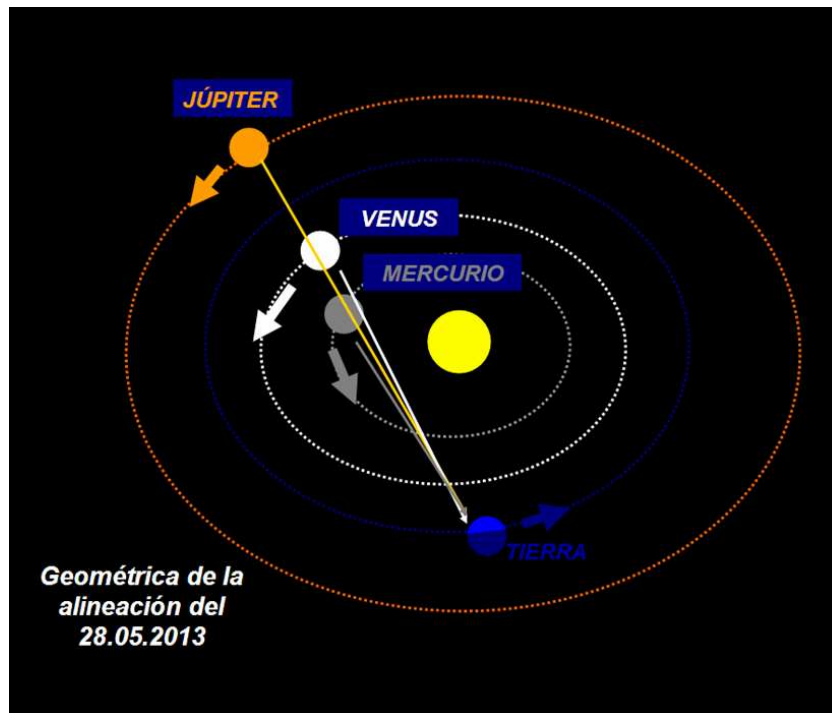 JÚPITER
VENUS
MERCURIO
TIERRA
Geométrica de la
alineación del
28.05.2013